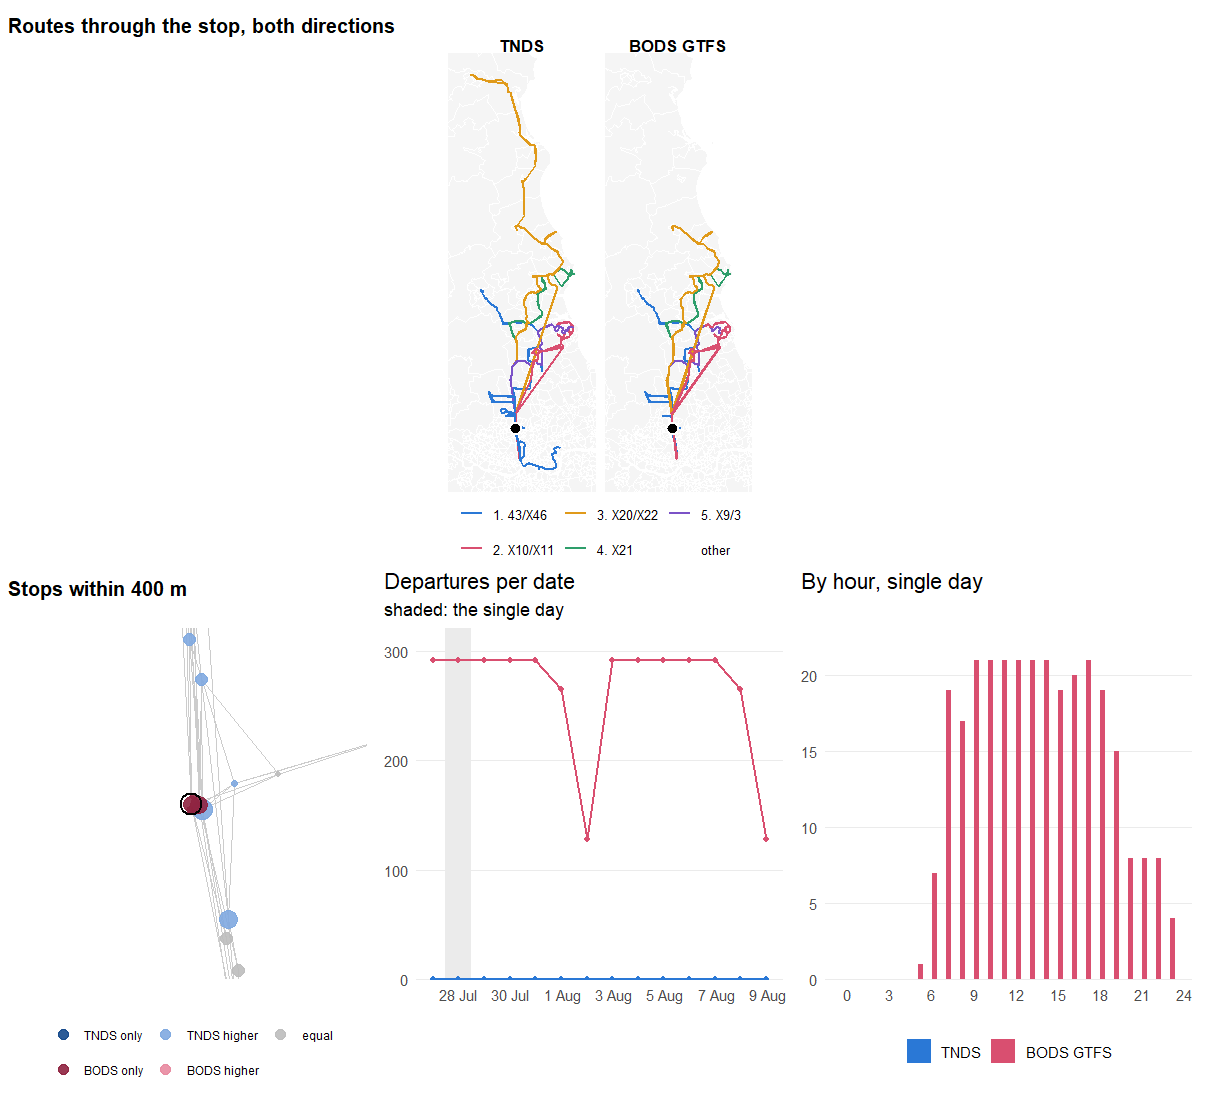 Routes through the stop, both directions
TNDS
BODS GTFS
1. 43/X46
3. X20/X22
5. X9/3
2. X10/X11
4. X21
other
Stops within 400 m
TNDS only
TNDS higher
equal
BODS only
BODS higher
Departures per date
shaded: the single day
300
200
100
0
28 Jul
30 Jul
1 Aug
3 Aug
5 Aug
7 Aug
9 Aug
By hour, single day
20
15
10
5
0
0
3
6
9
12
15
18
21
24
TNDS
BODS GTFS